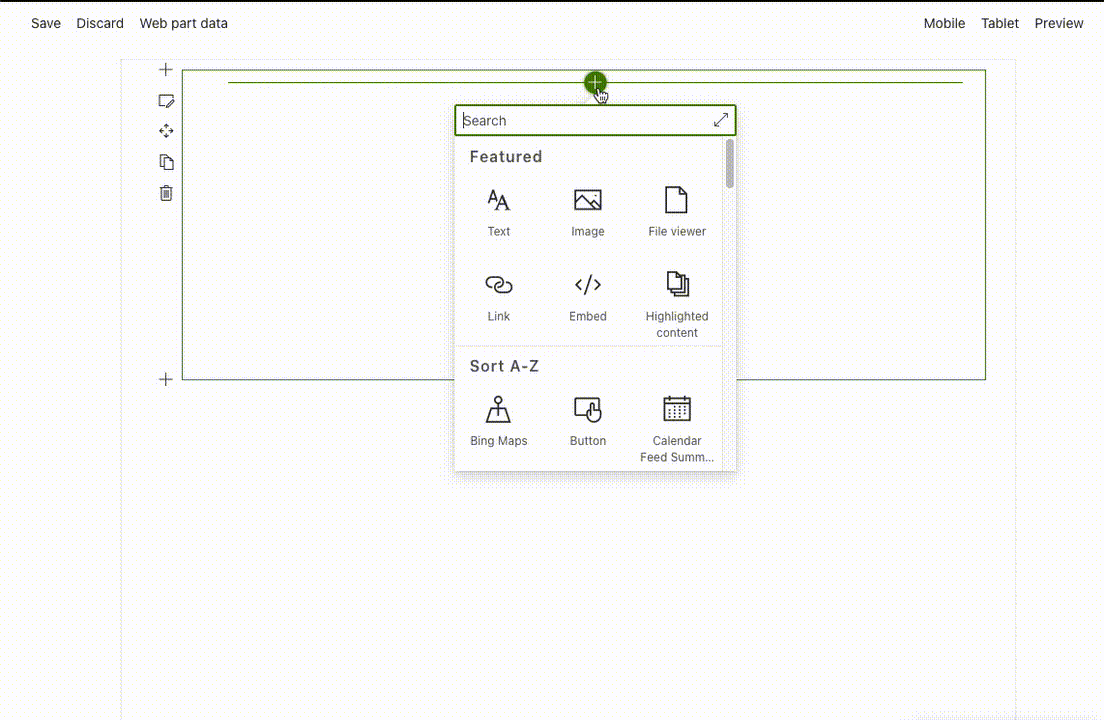 Save Discard Web part data Mobile Tablet Preview
Search
Featured
Text Image File viewer
Link Embed Highlighted
content
Sort A-Z
Bing Maps Button Calendar
Feed Summ...